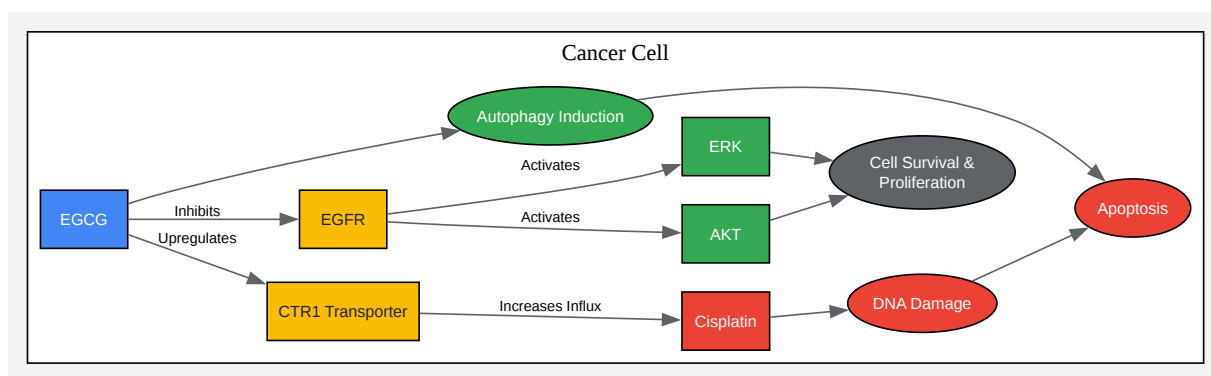 Cancer Cell
Autophagy Induction
Activates
ERK
Cell Survival &
Proliferation
EGCG
Inhibits
EGFR
Activates
AKT
Apoptosis
Upregulates
CTR1 Transporter
Increases Influx
Cisplatin
DNA Damage